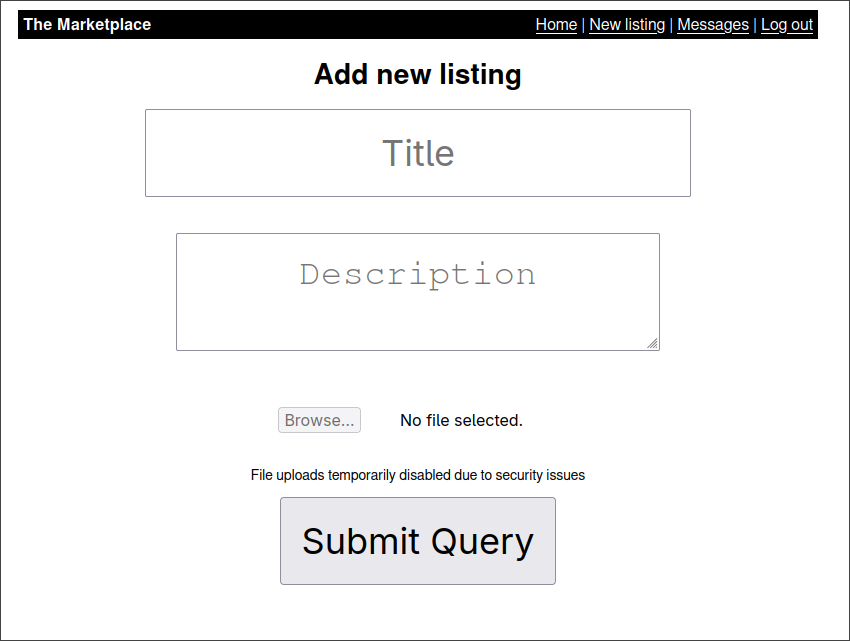 The Marketplace Home | New listing | Messages | Log out
Add new listing
Title
Description
Browse... No file selected.
File uploads temporarily disabled due to security issues
Submit Query